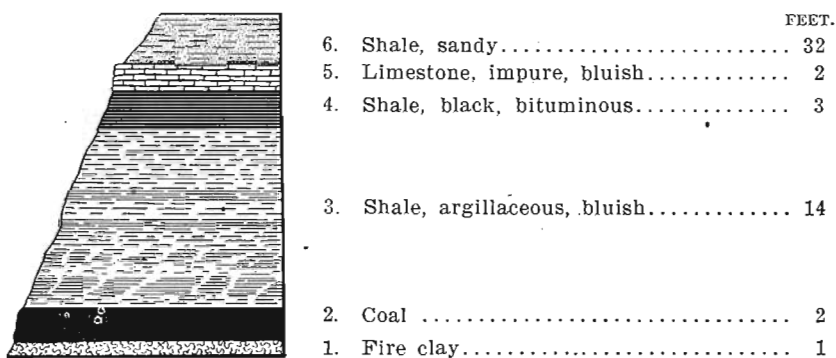 FEET.
6. Shale, sandy.......................... 32
5. Limestone, impure, bluish.............. 2
4. Shale, black, bituminous............... 3
3. Shale, argillaceous, bluish............. 14
2. Coal ................................... 2
1. Fire clay............................... 1